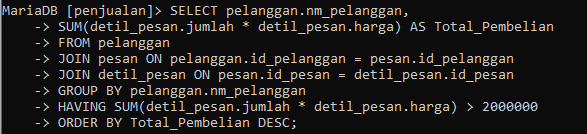 MariaDB [penjualan]> SELECT pelanggan.nm_pelanggan,
    -> SUM(detil_pesan.jumlah * detil_pesan.harga) AS Total_Pembelian
    -> FROM pelanggan
    -> JOIN pesan ON pelanggan.id_pelanggan = pesan.id_pelanggan
    -> JOIN detil_pesan ON pesan.id_pesan = detil_pesan.id_pesan
    -> GROUP BY pelanggan.nm_pelanggan
    -> HAVING SUM(detil_pesan.jumlah * detil_pesan.harga) > 2000000
    -> ORDER BY Total_Pembelian DESC;